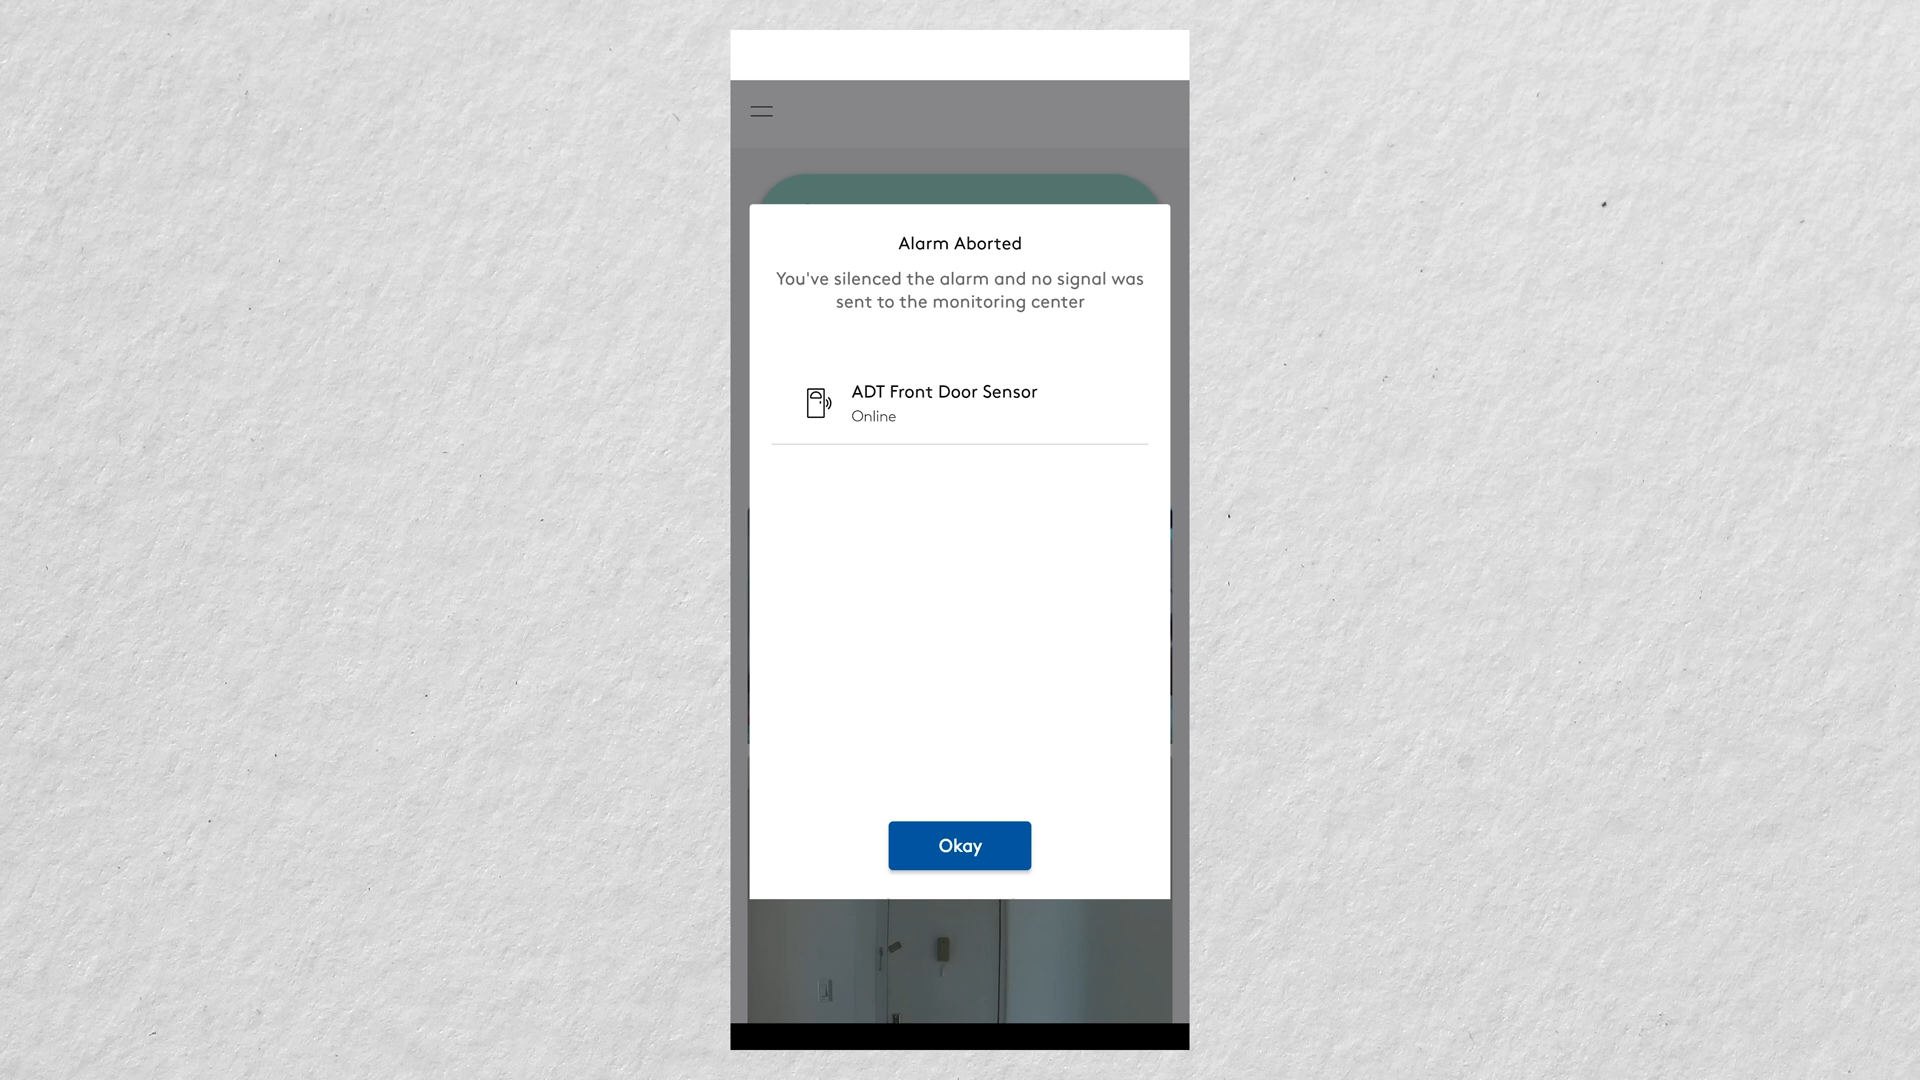 Alarm Aborted
You've silenced the alarm and no signal was
sent to the monitoring center
ADT Front Door Sensor
Online
Okay